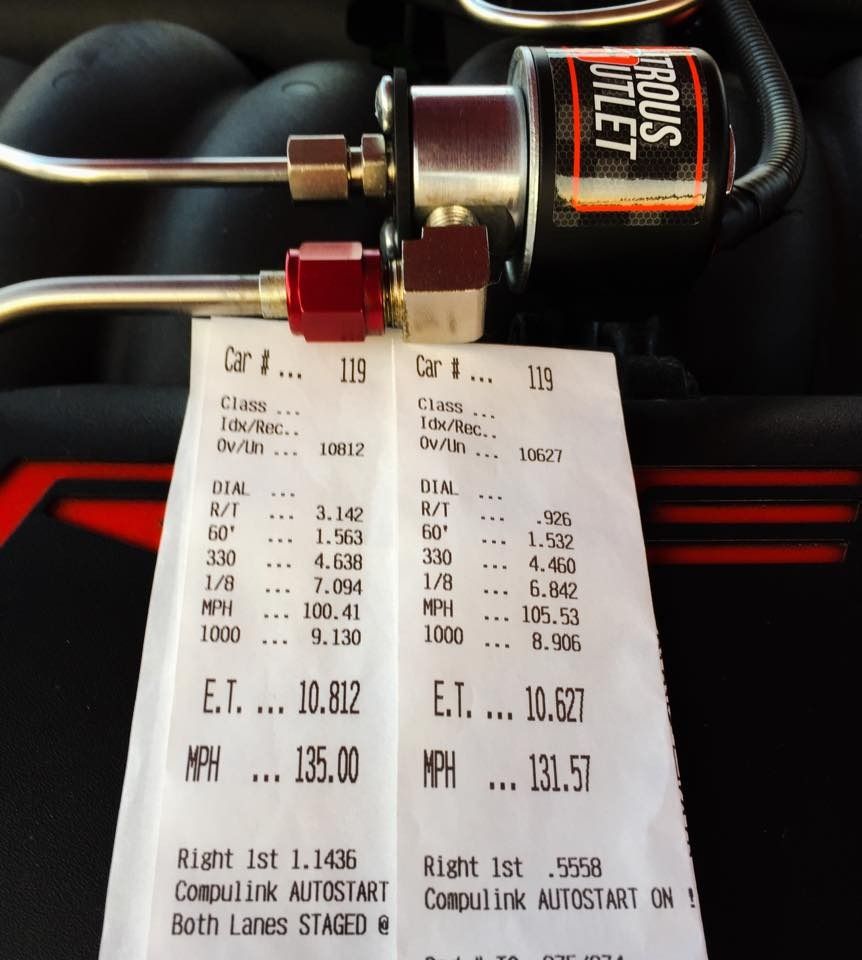 TROUS
UTLET
Car # ... 119
Class ...
Idx/Rec..
Ov/Un ... 10812
DIAL ...
R/T ... 3.142
60' ... 1.563
330 ... 4.638
1/8 ... 7.094
MPH ... 100.41
1000 ... 9.130
E.T. ... 10.812
MPH ... 135.00
Right 1st 1.1436
Compulink AUTOSTART
Both Lanes STAGED @
Car # ... 119
Class ...
Idx/Rec..
Ov/Un ... 10627
DIAL ...
R/T ... .926
60' ... 1.532
330 ... 4.460
1/8 ... 6.842
MPH ... 105.53
1000 ... 8.906
E.T. ... 10.627
MPH ... 131.57
Right 1st .5558
Compulink AUTOSTART ON !